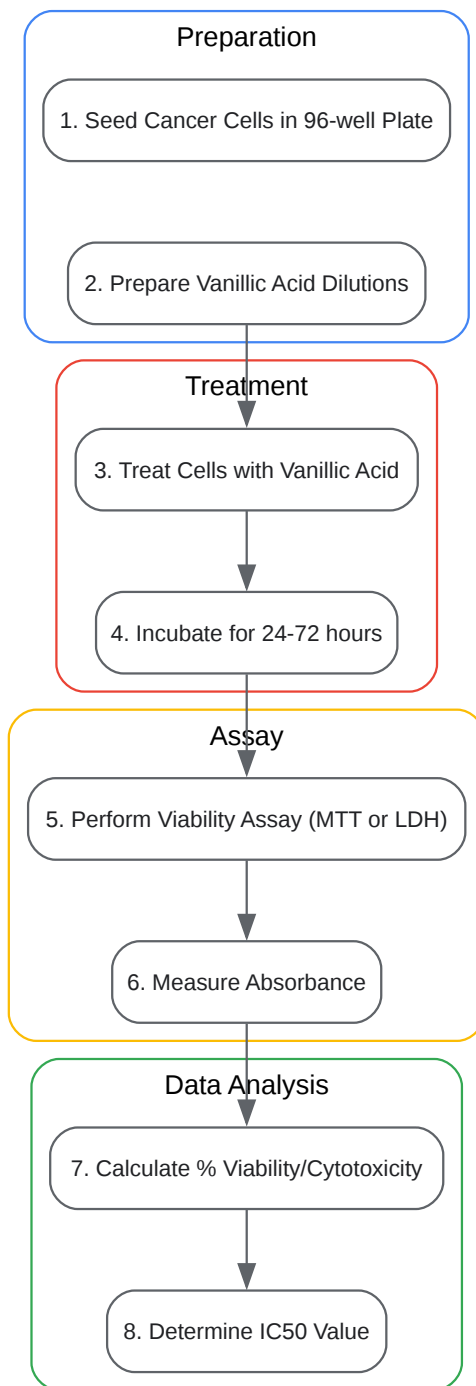 Preparation
1. Seed Cancer Cells in 96-well Plate
2. Prepare Vanillic Acid Dilutions
Treatment
3. Treat Cells with Vanillic Acid
4. Incubate for 24-72 hours
Assay
5. Perform Viability Assay (MTT or LDH)
6. Measure Absorbance
Data Analysis
7. Calculate % Viability/Cytotoxicity
8. Determine IC50 Value